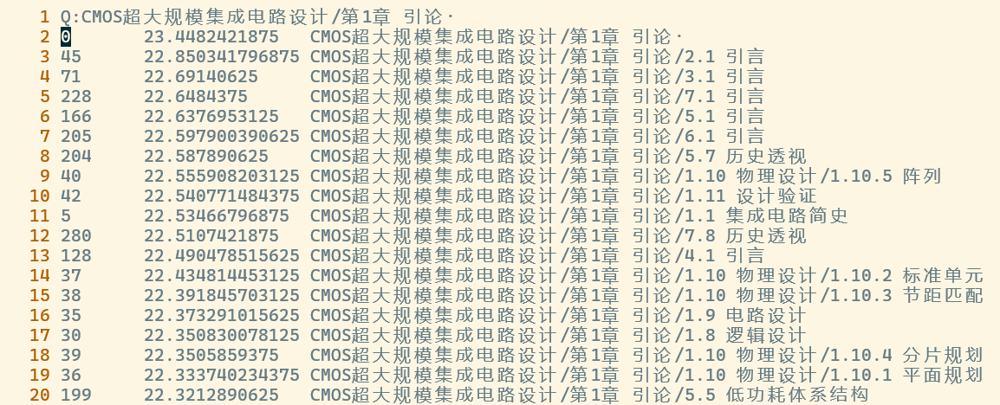 1 Q:CMOS超大规模集成电路设计/第1章 引论·
2 0 23.4482421875 CMOS超大规模集成电路设计/第1章 引论·
3 45 22.850341796875 CMOS超大规模集成电路设计/第1章 引论/2.1 引言
4 71 22.69140625 CMOS超大规模集成电路设计/第1章 引论/3.1 引言
5 228 22.6484375 CMOS超大规模集成电路设计/第1章 引论/7.1 引言
6 166 22.6376953125 CMOS超大规模集成电路设计/第1章 引论/5.1 引言
7 205 22.597900390625 CMOS超大规模集成电路设计/第1章 引论/6.1 引言
8 204 22.587890625 CMOS超大规模集成电路设计/第1章 引论/5.7 历史透视
9 40 22.555908203125 CMOS超大规模集成电路设计/第1章 引论/1.10 物理设计/1.10.5 阵列
10 42 22.540771484375 CMOS超大规模集成电路设计/第1章 引论/1.11 设计验证
11 5 22.53466796875 CMOS超大规模集成电路设计/第1章 引论/1.1 集成电路简史
12 280 22.5107421875 CMOS超大规模集成电路设计/第1章 引论/7.8 历史透视
13 128 22.490478515625 CMOS超大规模集成电路设计/第1章 引论/4.1 引言
14 37 22.434814453125 CMOS超大规模集成电路设计/第1章 引论/1.10 物理设计/1.10.2 标准单元
15 38 22.391845703125 CMOS超大规模集成电路设计/第1章 引论/1.10 物理设计/1.10.3 节距匹配
16 35 22.373291015625 CMOS超大规模集成电路设计/第1章 引论/1.9 电路设计
17 30 22.350830078125 CMOS超大规模集成电路设计/第1章 引论/1.8 逻辑设计
18 39 22.3505859375 CMOS超大规模集成电路设计/第1章 引论/1.10 物理设计/1.10.4 分片规划
19 36 22.333740234375 CMOS超大规模集成电路设计/第1章 引论/1.10 物理设计/1.10.1 平面规划
20 199 22.3212890625 CMOS超大规模集成电路设计/第1章 引论/5.5 低功耗体系结构